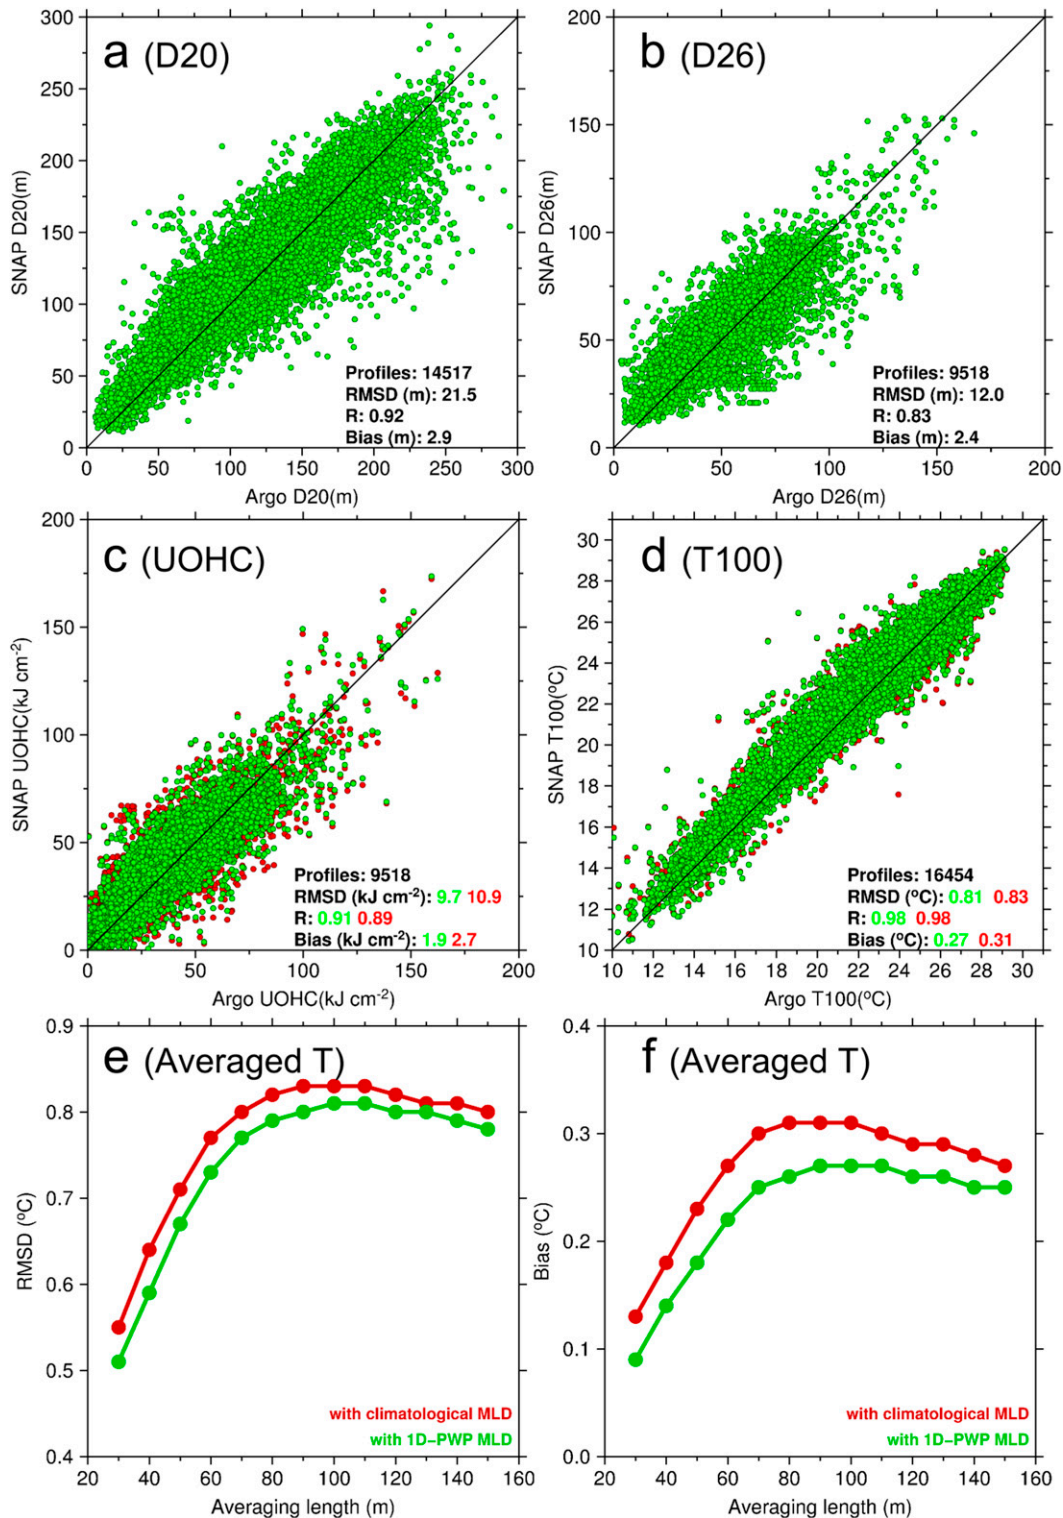 a (D20)
SNAP D20(m)
300
250
200
150
100
50
0
Profiles: 14517
RMSD (m): 21.5
R: 0.92
Bias (m): 2.9
0 50 100 150 200 250 300
Argo D20(m)
b (D26)
SNAP D26(m)
200
150
100
50
0
Profiles: 9518
RMSD (m): 12.0
R: 0.83
Bias (m): 2.4
0 50 100 150 200
Argo D26(m)
c (UOHC)
SNAP UOHC(kJ cm⁻²)
200
150
100
50
0
Profiles: 9518
RMSD (kJ cm⁻²): 9.7 10.9
R: 0.91 0.89
Bias (kJ cm⁻²): 1.9 2.7
0 50 100 150 200
Argo UOHC(kJ cm⁻²)
d (T100)
SNAP T100(ºC)
30
28
26
24
22
20
18
16
14
12
10
Profiles: 16454
RMSD (ºC): 0.81 0.83
R: 0.98 0.98
Bias (ºC): 0.27 0.31
10 12 14 16 18 20 22 24 26 28 30
Argo T100(ºC)
e (Averaged T)
RMSD (ºC)
0.9
0.8
0.7
0.6
0.5
0.4
with climatological MLD
with 1D-PWP MLD
20 40 60 80 100 120 140 160
Averaging length (m)
f (Averaged T)
Bias (ºC)
0.4
0.3
0.2
0.1
0.0
with climatological MLD
with 1D-PWP MLD
20 40 60 80 100 120 140 160
Averaging length (m)